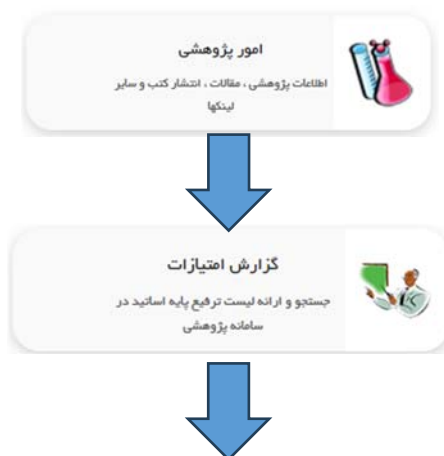 امور پژوهشی
اطلاعات پژوهشی ، مقالات ، انتشار کتب و سایر
لینکها
گزارش امتیازات
جستجو و ارائه لیست ترفیع پایه اساتید در
سامانه پژوهشی